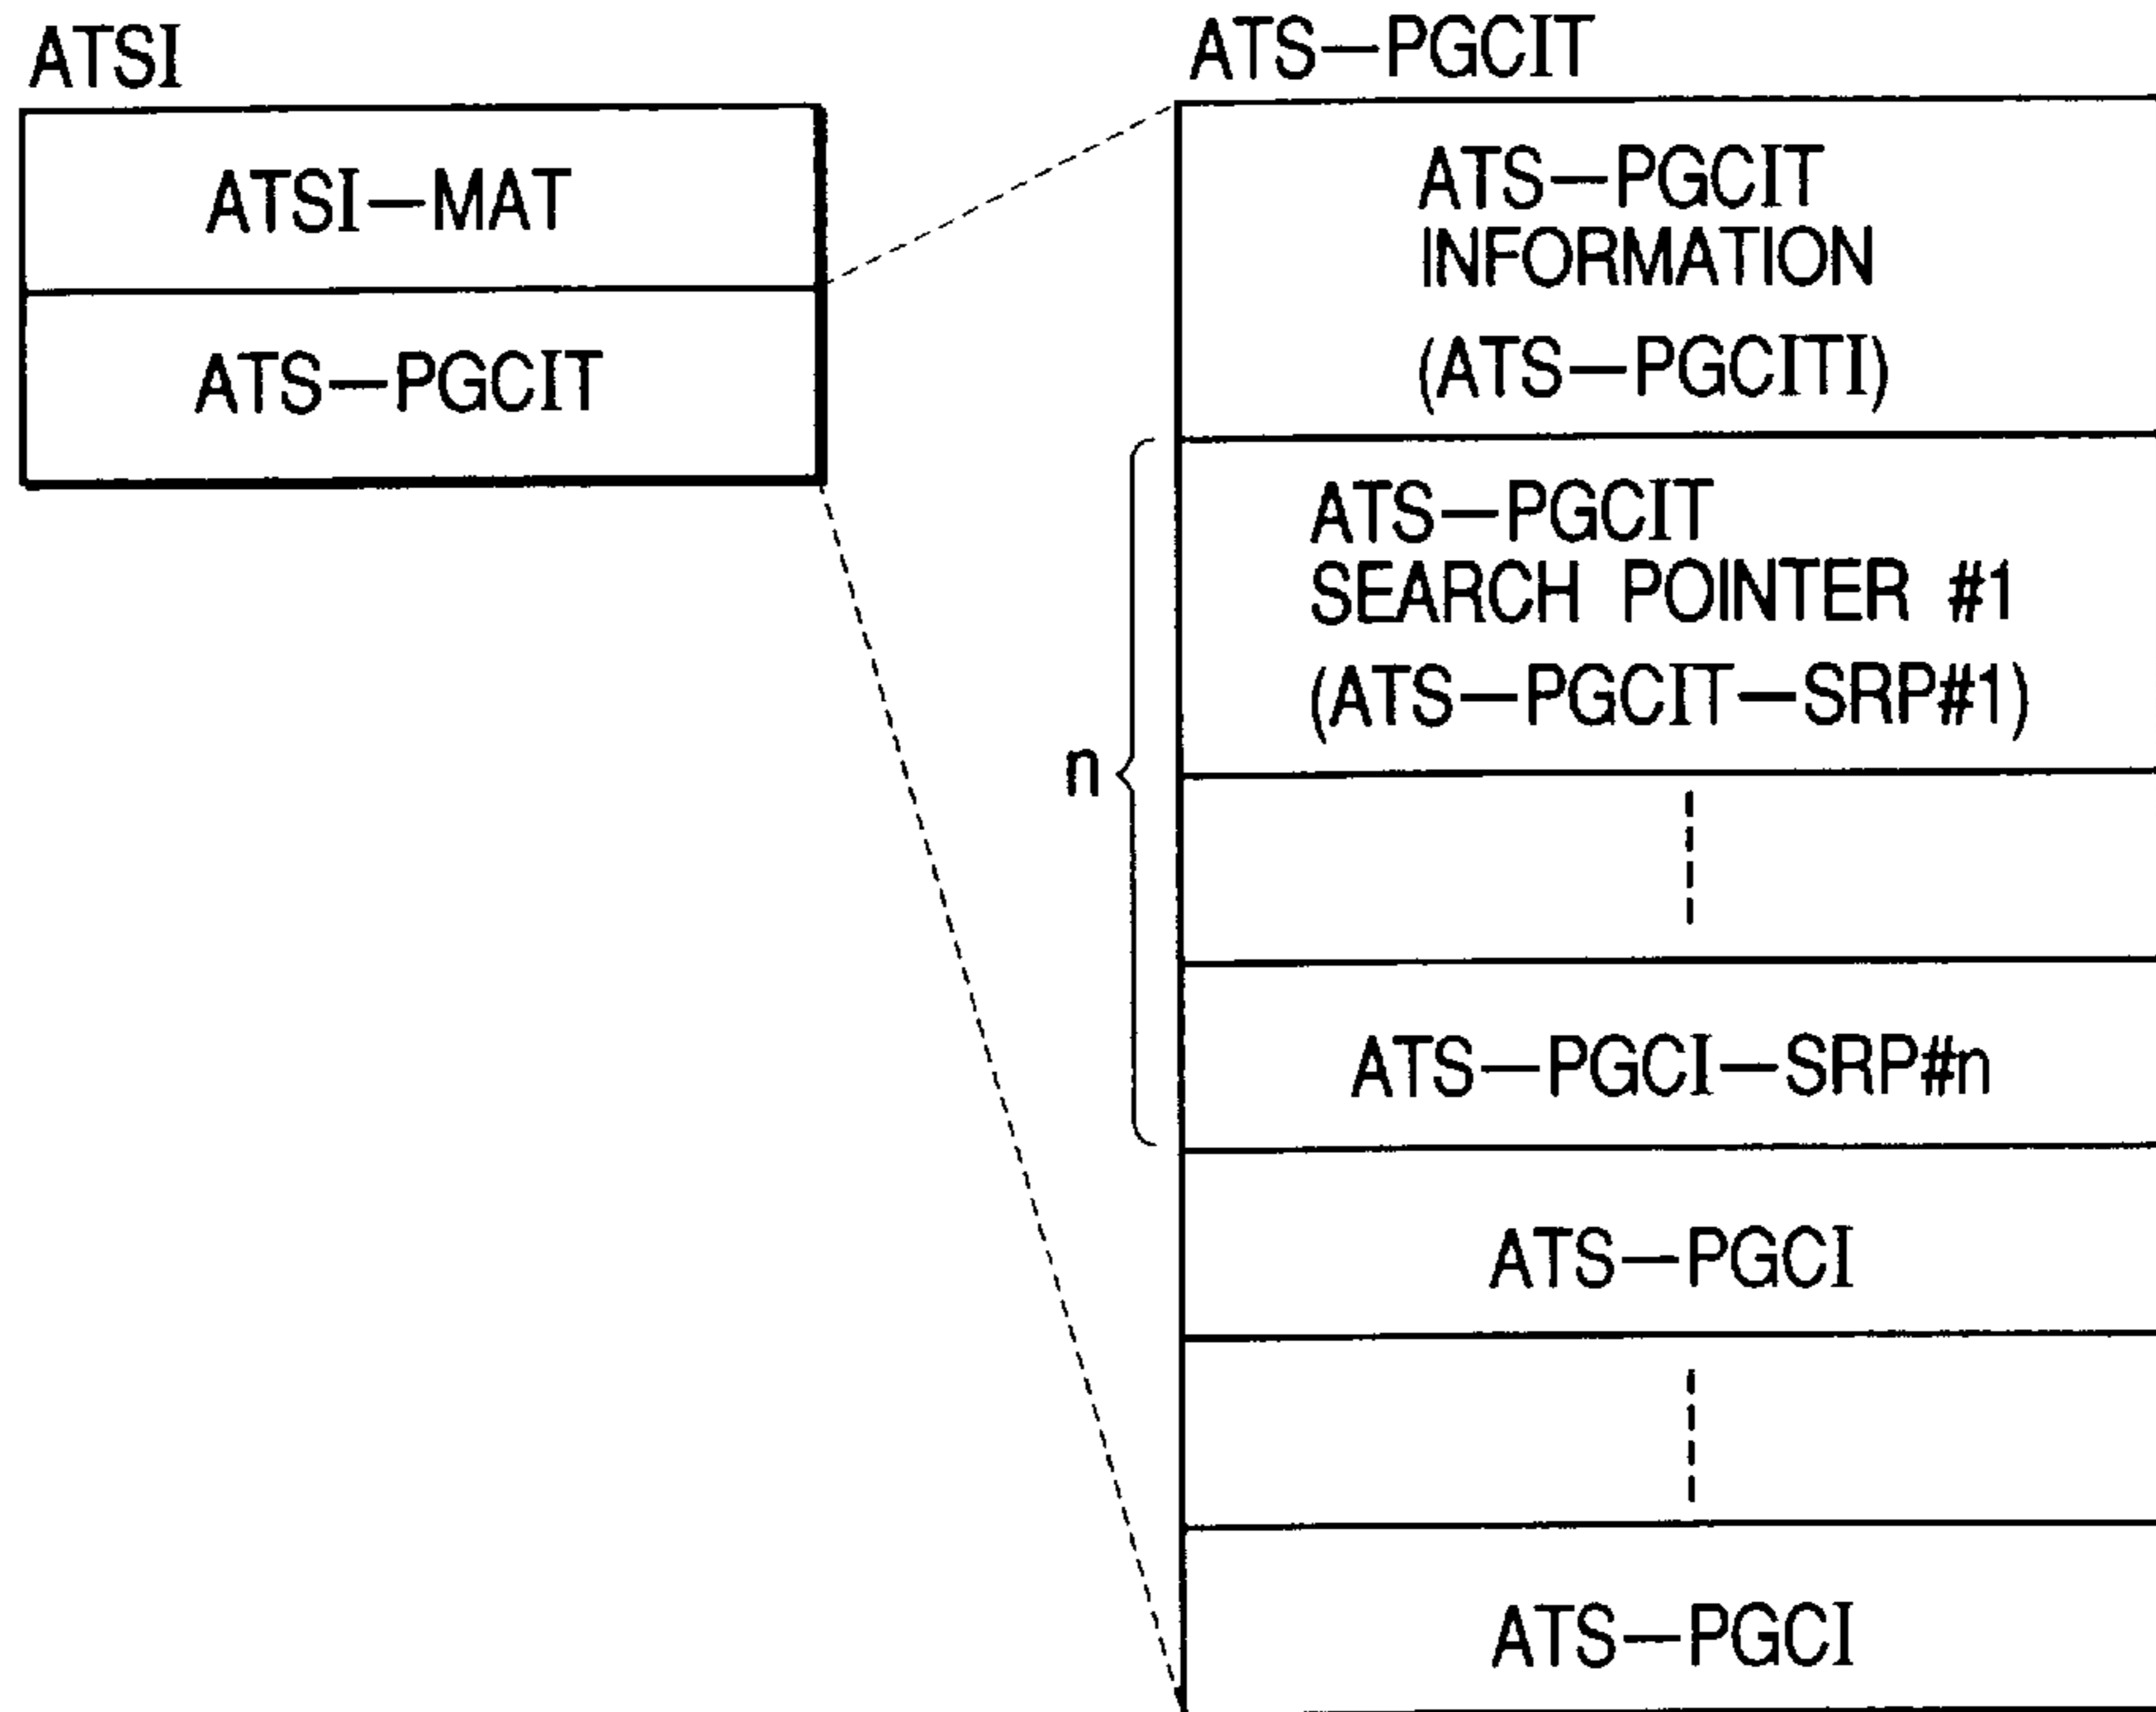 ATSI
ATSI—MAT
ATS—PGCIT
ATS—PGCIT
ATS—PGCIT
INFORMATION
(ATS—PGCITI)
n
ATS—PGCIT
SEARCH POINTER #1
(ATS—PGCIT—SRP#1)
ATS—PGCI—SRP#n
ATS—PGCI
ATS—PGCI